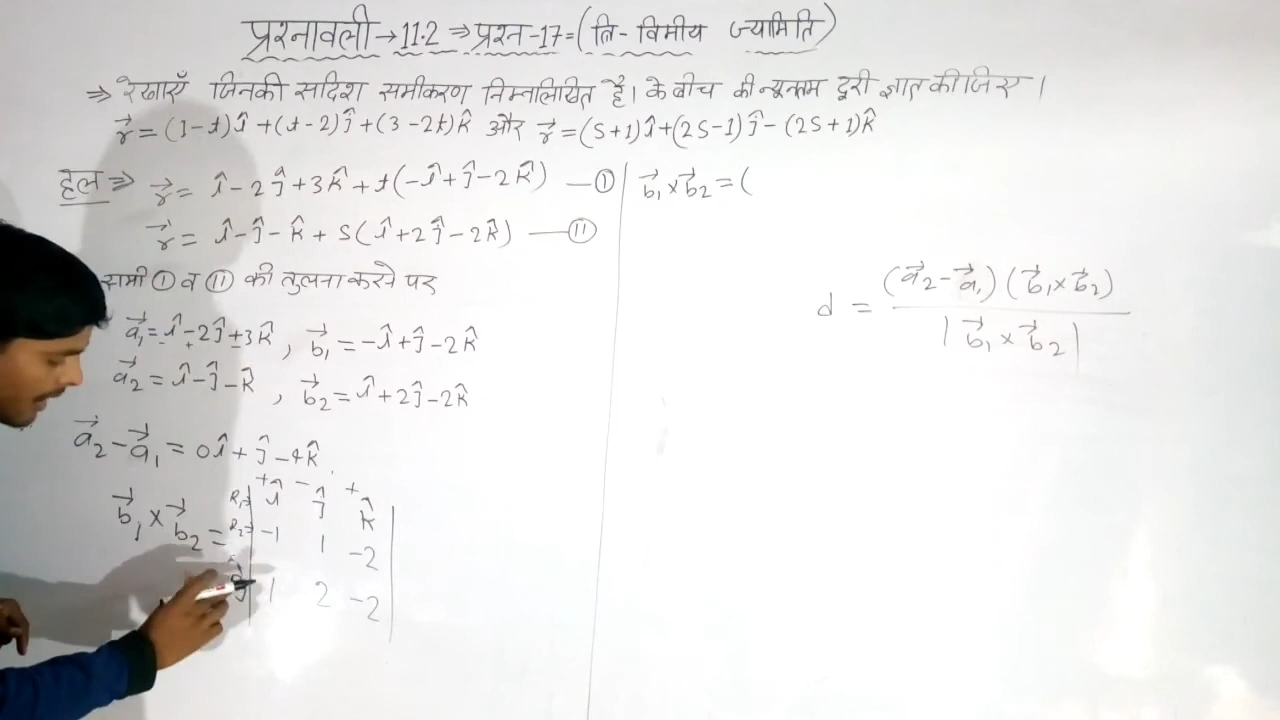 प्रश्नावली → 11.2 ⇒ प्रश्न -17 = ( त्रि - विमीय ज्यामिति )
⇒ रेखाएँ जिनकी सदिश समीकरण निम्नलिखित है। के बीच की न्यूनतम दूरी ज्ञात कीजिए ।
r⃗ = (1-t)î + (t-2)ĵ + (3-2t)k̂ और r⃗ = (s+1)î + (2s-1)ĵ - (2s+1)k̂
हल ⇒ r⃗ = î - 2ĵ + 3k̂ + t(-î + ĵ - 2k̂) — Ⓘ
r⃗ = î - ĵ - k̂ + s(î + 2ĵ - 2k̂) — Ⓘ Ⓘ
समी Ⓘ व ⓘⓘ की तुलना करने पर
a⃗₁ = î - 2ĵ + 3k̂ , b⃗₁ = -î + ĵ - 2k̂
a⃗₂ = î - ĵ - k̂ , b⃗₂ = î + 2ĵ - 2k̂
a⃗₂ - a⃗₁ = 0î + ĵ - 4k̂
+ - +
b⃗₁ × b⃗₂ = | R₁→ î ĵ k̂ |
R₂→ -1 1 -2
1 2 -2
b⃗₁ × b⃗₂ = (
d = (a⃗₂ - a⃗₁) (b⃗₁ × b⃗₂)
| b⃗₁ × b⃗₂ |